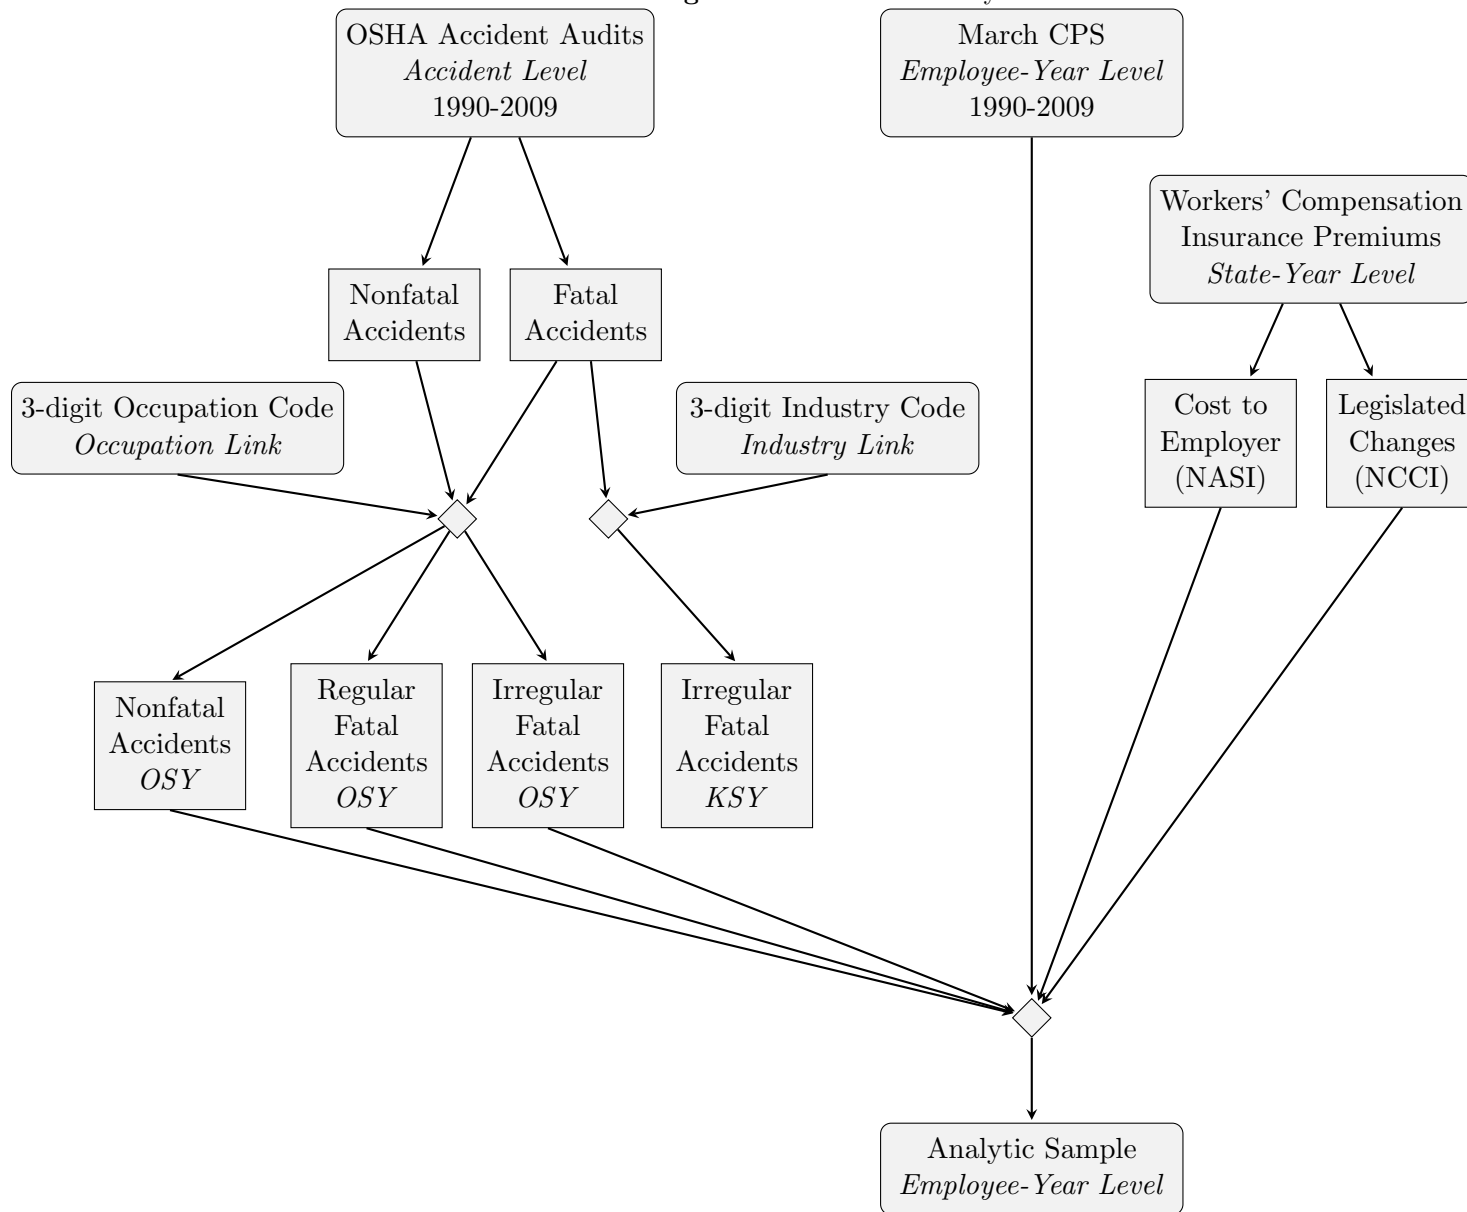 OSHA Accident Audits
Accident Level
1990-2009
March CPS
Employee-Year Level
1990-2009
Workers' Compensation
Insurance Premiums
State-Year Level
Nonfatal
Accidents
Fatal
Accidents
3-digit Occupation Code
Occupation Link
3-digit Industry Code
Industry Link
Cost to
Employer
(NASI)
Legislated
Changes
(NCCI)
Nonfatal
Accidents
OSY
Regular
Fatal
Accidents
OSY
Irregular
Fatal
Accidents
OSY
Irregular
Fatal
Accidents
KSY
Analytic Sample
Employee-Year Level